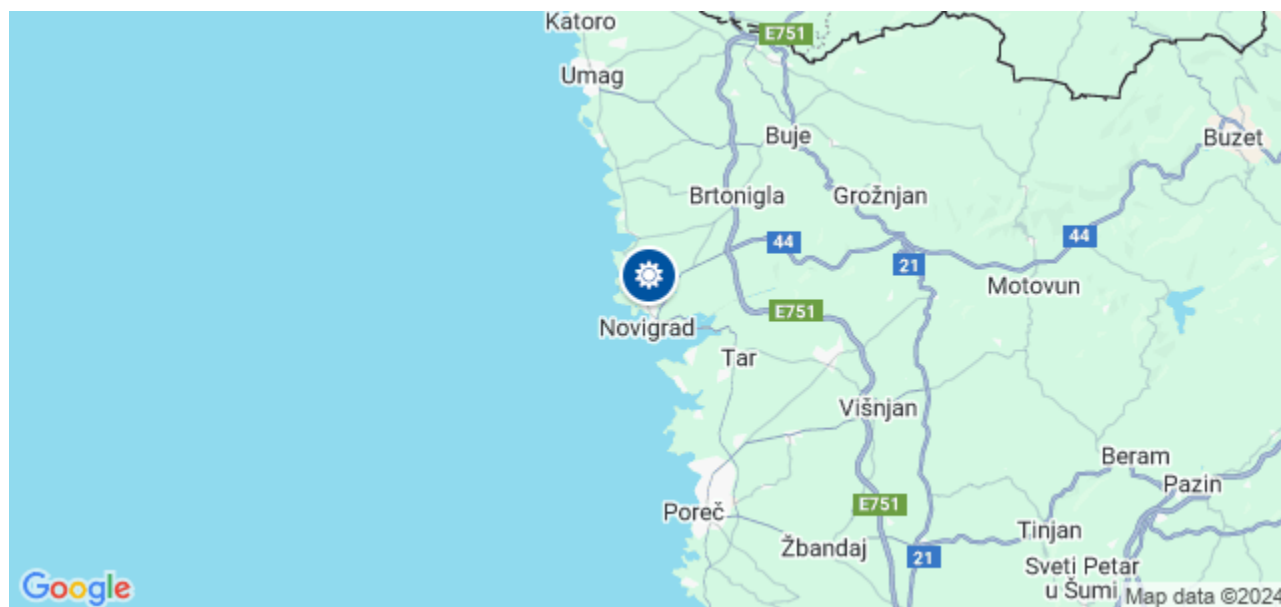 Katoro
E751
Umag
Buje
Buzet
Brtonigla
Grožnjan
44
44
21
Motovun
Novigrad
E751
Tar
Višnjan
Beram
Pazin
Poreč
E751
Tinjan
Žbandaj
21
Sveti Petar
u Šumi
Google
Map data ©2024